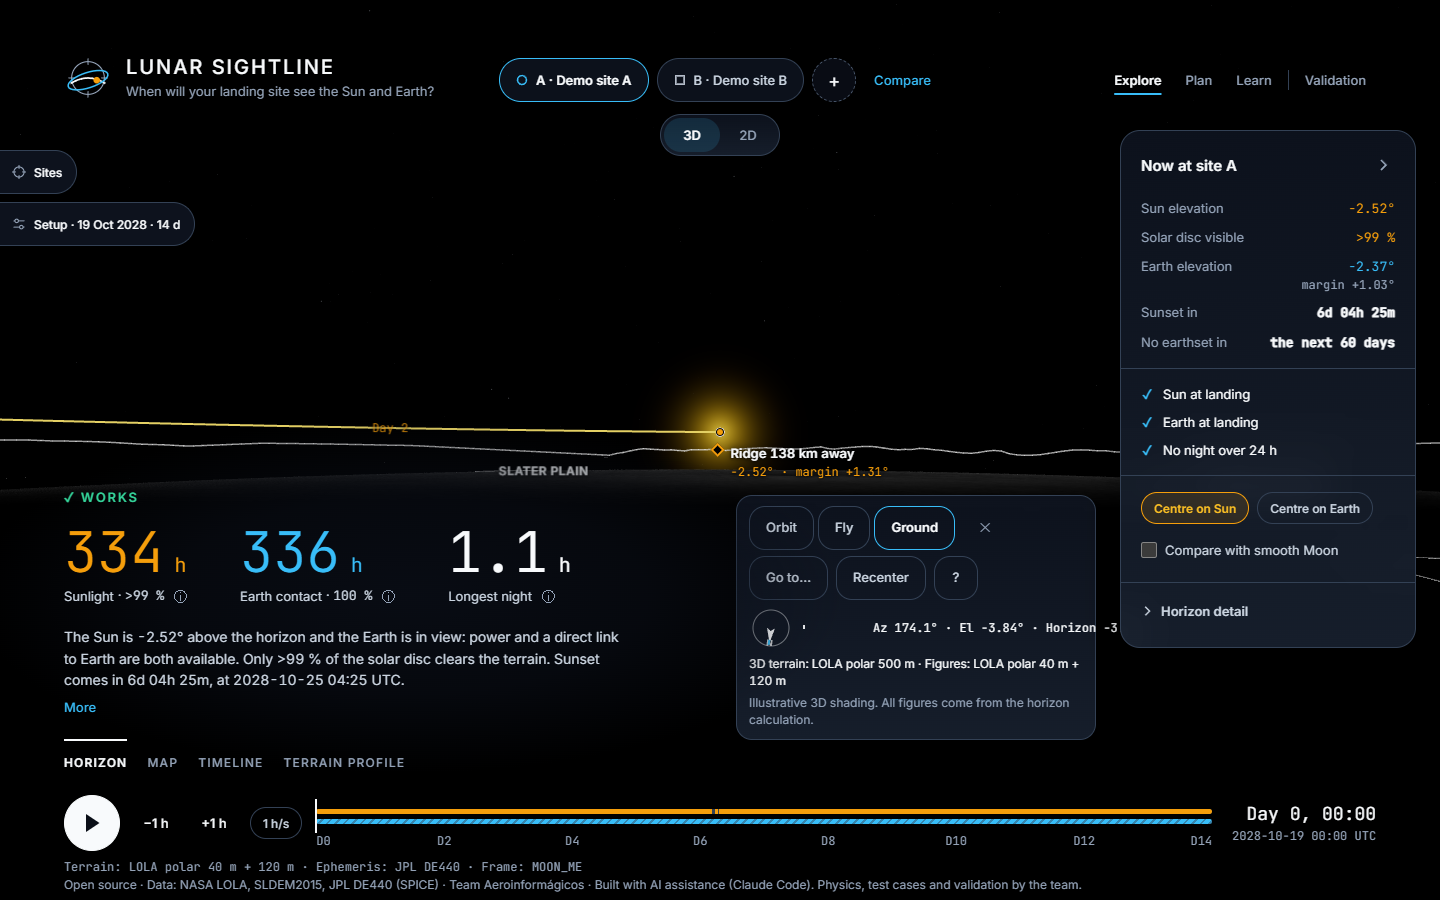 LUNAR SIGHTLINE
When will your landing site see the Sun and Earth?
A · Demo site A
B · Demo site B
+
Compare
Explore
Plan
Learn
Validation
3D
2D
Sites
Setup · 19 Oct 2028 · 14 d
Now at site A
Sun elevation -2.52°
Solar disc visible >99 %
Earth elevation -2.37°
margin +1.03°
Sunset in 6d 04h 25m
No earthset in the next 60 days
✓ Sun at landing
✓ Earth at landing
✓ No night over 24 h
Centre on Sun
Centre on Earth
Compare with smooth Moon
Horizon detail
Day 2
Ridge 138 km away
-2.52° · margin +1.31°
SLATER PLAIN
✓ WORKS
334 h
336 h
1.1 h
Sunlight · >99 %
Earth contact · 100 %
Longest night
The Sun is -2.52° above the horizon and the Earth is in view: power and a direct link
to Earth are both available. Only >99 % of the solar disc clears the terrain. Sunset
comes in 6d 04h 25m, at 2028-10-25 04:25 UTC.
More
Orbit
Fly
Ground
Go to...
Recenter
?
N
Az 174.1° · El -3.84° · Horizon -3
3D terrain: LOLA polar 500 m · Figures: LOLA polar 40 m +
120 m
Illustrative 3D shading. All figures come from the horizon
calculation.
HORIZON
MAP
TIMELINE
TERRAIN PROFILE
−1 h
+1 h
1 h/s
D0
D2
D4
D6
D8
D10
D12
D14
Day 0, 00:00
2028-10-19 00:00 UTC
Terrain: LOLA polar 40 m + 120 m · Ephemeris: JPL DE440 · Frame: MOON_ME
Open source · Data: NASA LOLA, SLDEM2015, JPL DE440 (SPICE) · Team Aeroinformágicos · Built with AI assistance (Claude Code). Physics, test cases and validation by the team.